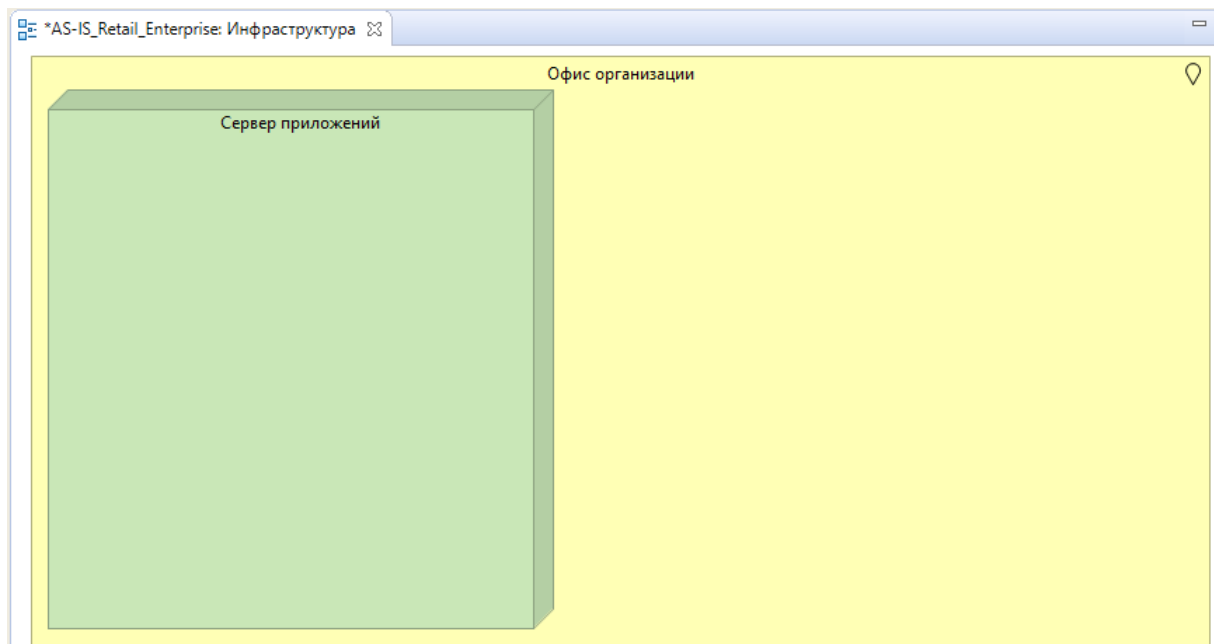 *AS-IS_Retail_Enterprise: Инфраструктура
Офис организации
Сервер приложений